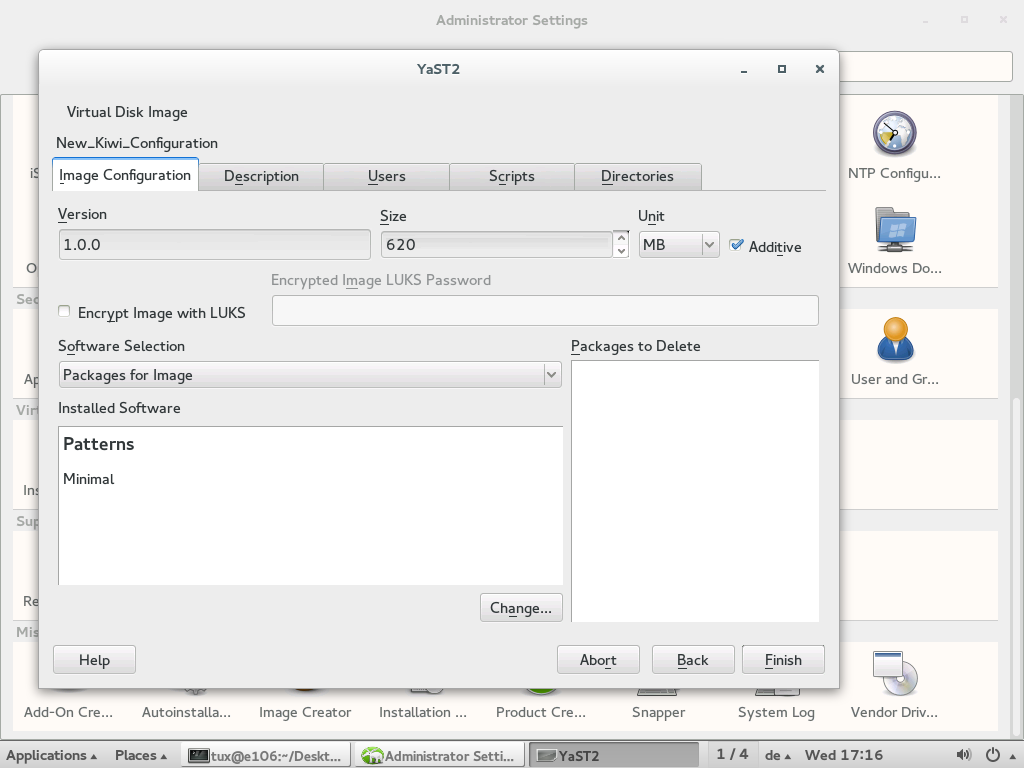 Administrator Settings
YaST2
Virtual Disk Image
New_Kiwi_Configuration
Image Configuration
Description
Users
Scripts
Directories
Version
Size
Unit
1.0.0
620
MB
Additive
Encrypted Image LUKS Password
Encrypt Image with LUKS
Software Selection
Packages to Delete
Packages for Image
Installed Software
Patterns
Minimal
Change...
Help
Abort
Back
Finish
NTP Configu...
Windows Do...
Sec
User and Gr...
Virt
Ins
Sup
Re
Mis
Add-On Cre...
Autoinstalla...
Image Creator
Installation ...
Product Cre...
Snapper
System Log
Vendor Driv...
Applications
Places
tux@e106:~/Deskt...
Administrator Setti...
YaST2
1 / 4
de
Wed 17:16